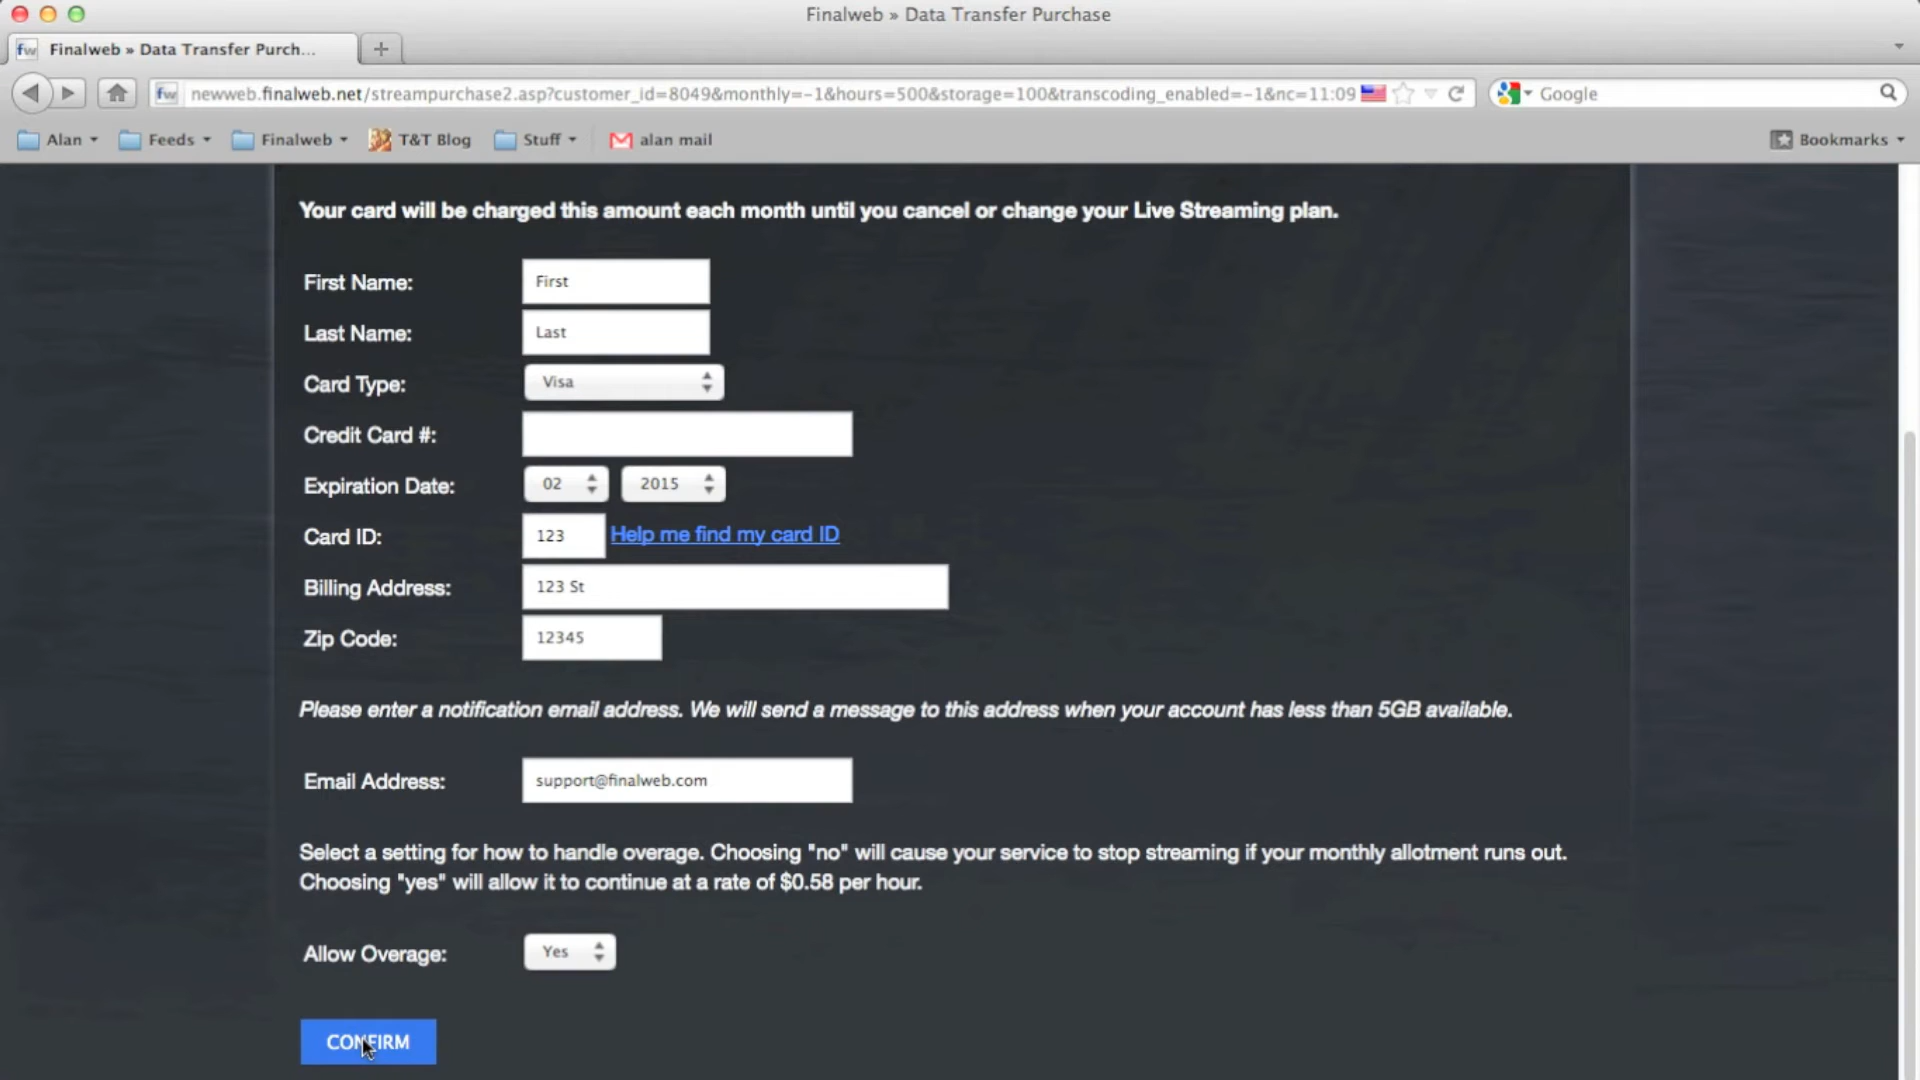 Finalweb » Data Transfer Purchase
fw Finalweb » Data Transfer Purch...
fw newweb.finalweb.net/streampurchase2.asp?customer_id=8049&monthly=-1&hours=500&storage=100&transcoding_enabled=-1&nc=11:09 Google
Alan Feeds Finalweb T&T Blog Stuff alan mail Bookmarks
Your card will be charged this amount each month until you cancel or change your Live Streaming plan.
First Name: First
Last Name: Last
Card Type: Visa
Credit Card #:
Expiration Date: 02 2015
Card ID: 123 Help me find my card ID
Billing Address: 123 St
Zip Code: 12345
Please enter a notification email address. We will send a message to this address when your account has less than 5GB available.
Email Address: support@finalweb.com
Select a setting for how to handle overage. Choosing "no" will cause your service to stop streaming if your monthly allotment runs out.
Choosing "yes" will allow it to continue at a rate of $0.58 per hour.
Allow Overage: Yes
CONFIRM